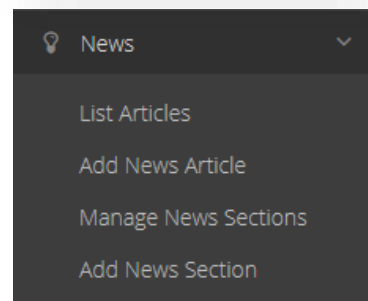 News
List Articles
Add News Article
Manage News Sections
Add News Section